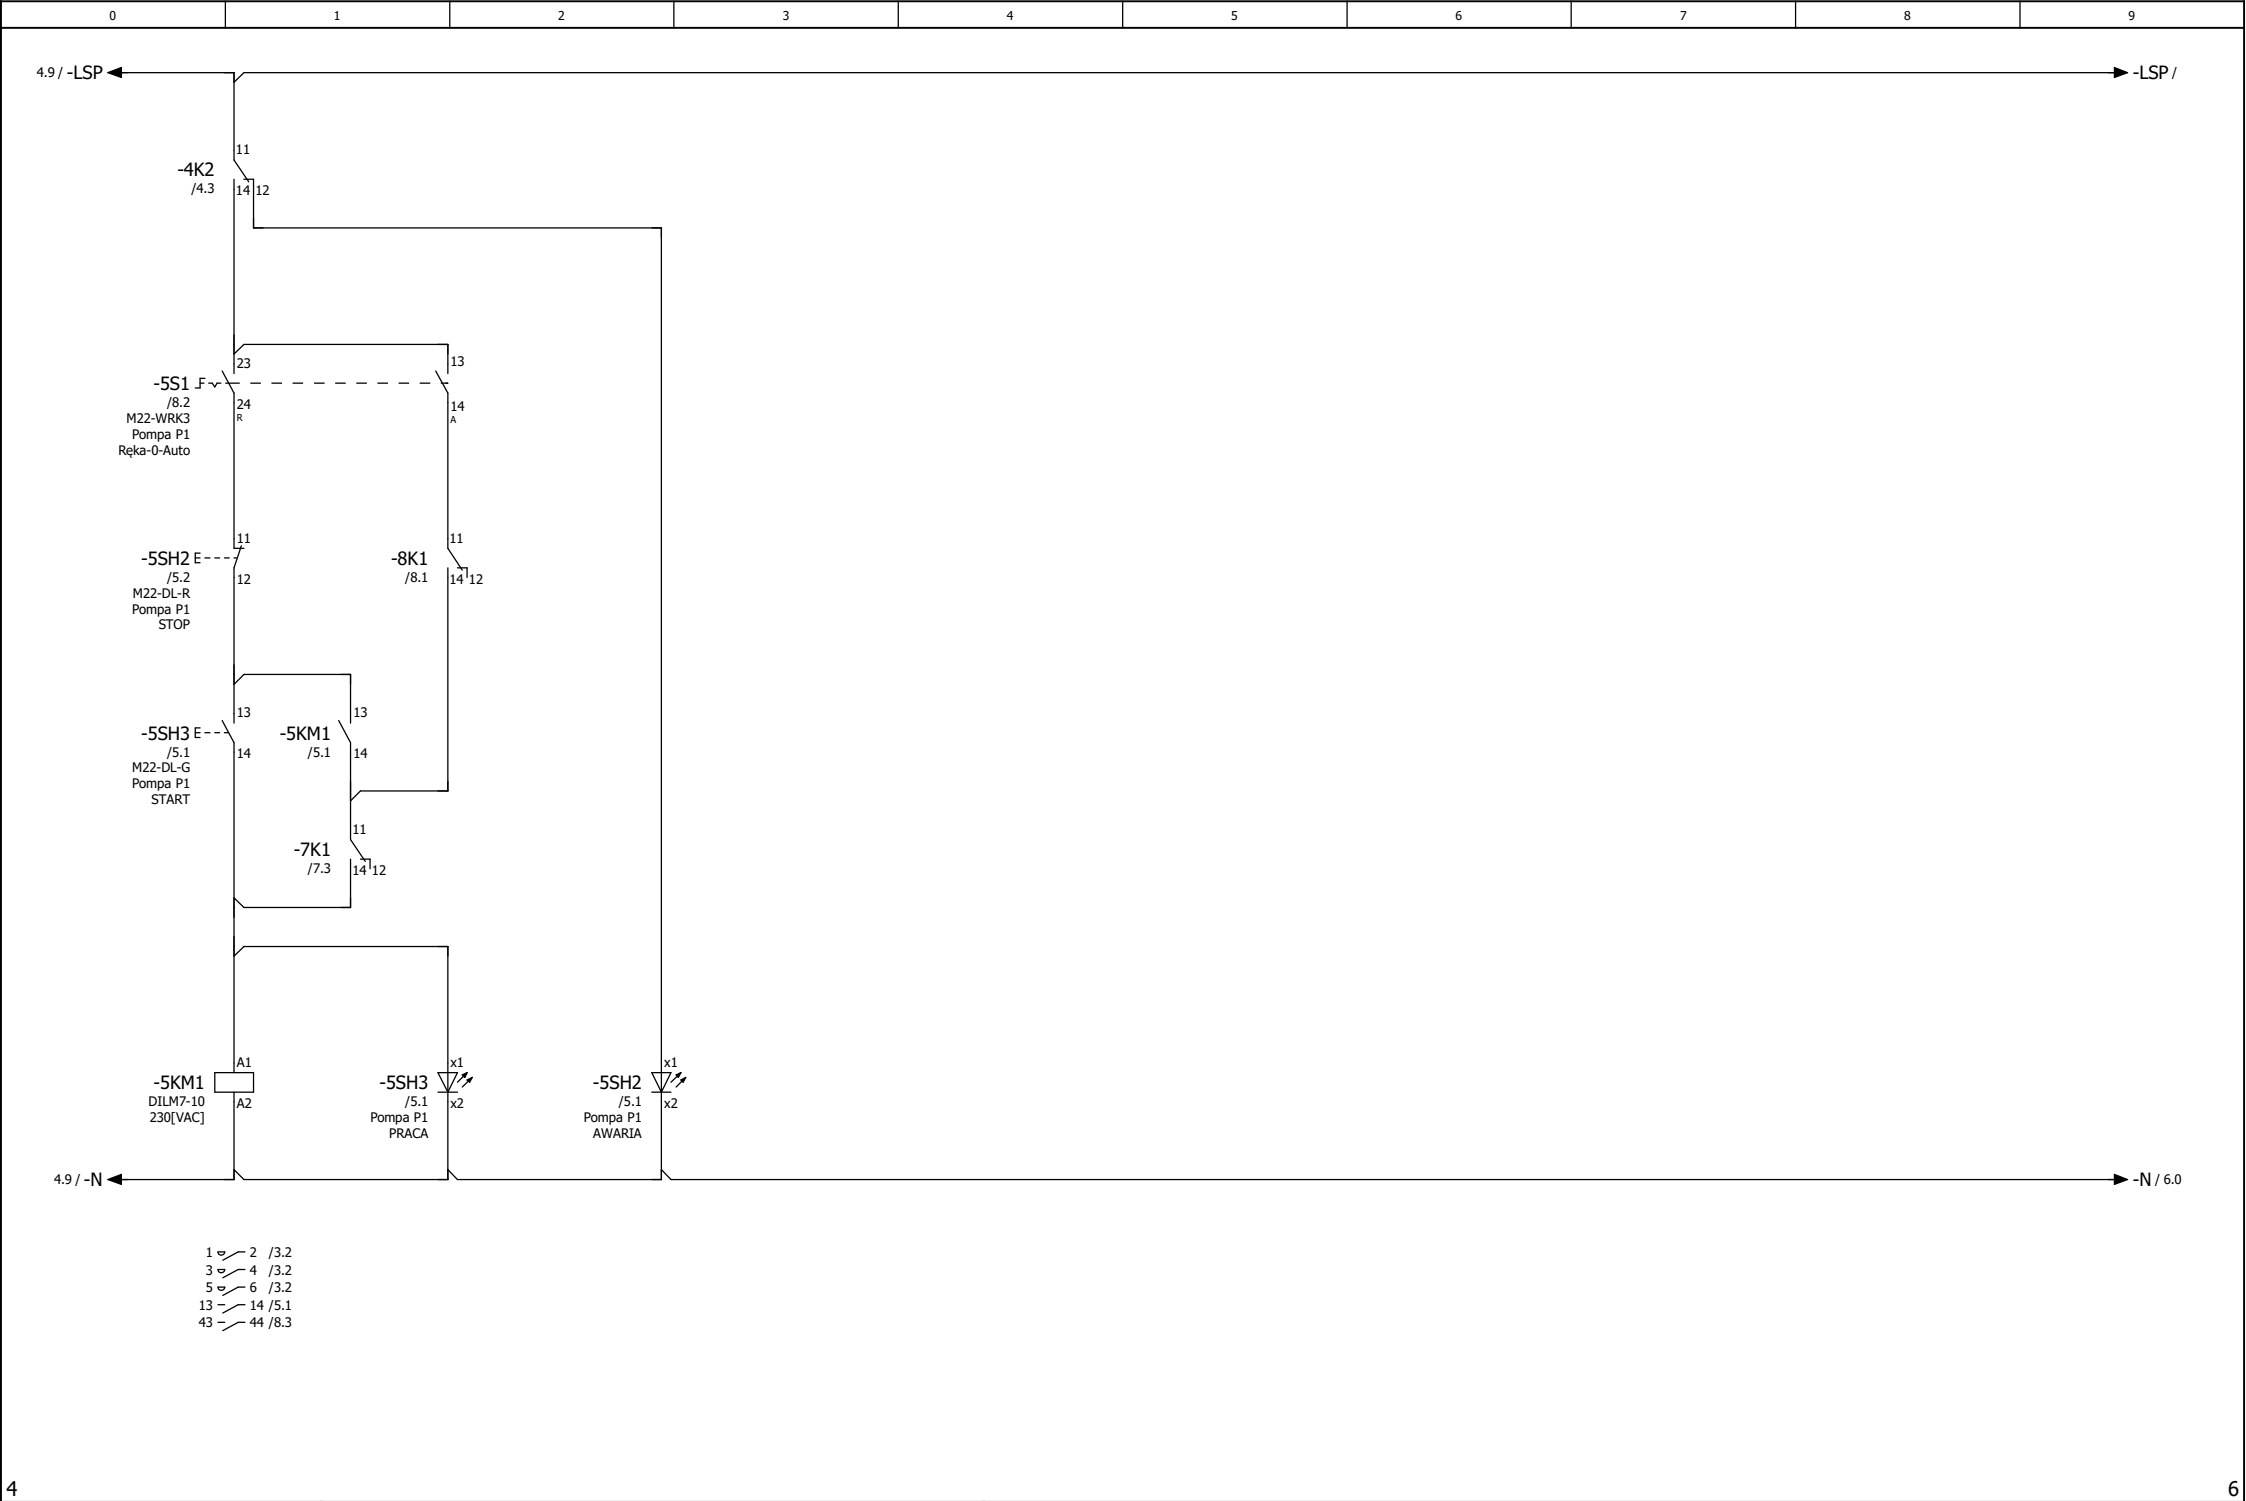 0 1 2 3 4 5 6 7 8 9
4.9 / -LSP
-LSP /
11
-4K2
/4.3
14 12
23
13
-5S1
/8.2
24
R
14
A
M22-WRK3
Pompa P1
Ręka-0-Auto
11
-5SH2 E
/5.2
12
M22-DL-R
Pompa P1
STOP
11
-8K1
/8.1
14 12
13
-5SH3 E
/5.1
14
M22-DL-G
Pompa P1
START
13
-5KM1
/5.1
14
11
-7K1
/7.3
14 12
A1
-5KM1
DILM7-10
A2
230[VAC]
x1
-5SH3
/5.1
x2
Pompa P1
PRACA
x1
-5SH2
/5.1
x2
Pompa P1
AWARIA
4.9 / -N
-N / 6.0
1 2 /3.2
3 4 /3.2
5 6 /3.2
13 14 /5.1
43 44 /8.3
4
6